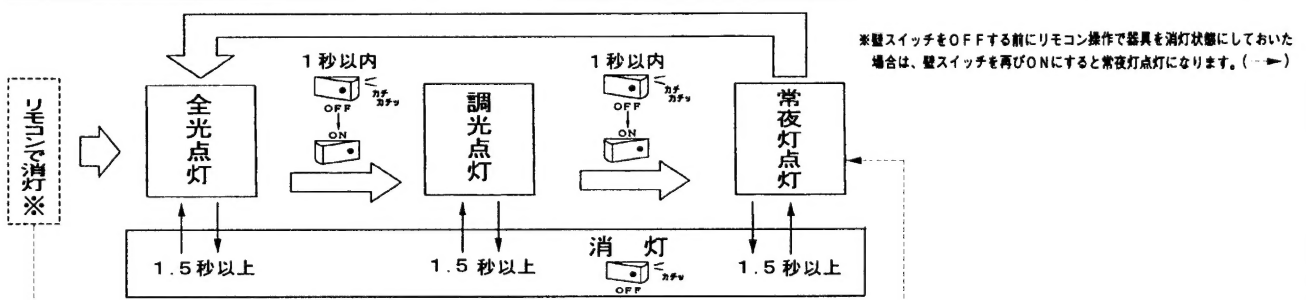 ※壁スイッチをOFFする前にリモコン操作で器具を消灯状態にしておいた
場合は、壁スイッチを再びONにすると常夜灯点灯になります。(--►)
リモコンで消灯※
全光点灯
1秒以内
カチ
カチッ
OFF
ON
調光点灯
1秒以内
カチ
カチッ
OFF
ON
常夜灯点灯
消灯
カチッ
OFF
1.5秒以上
1.5秒以上
1.5秒以上